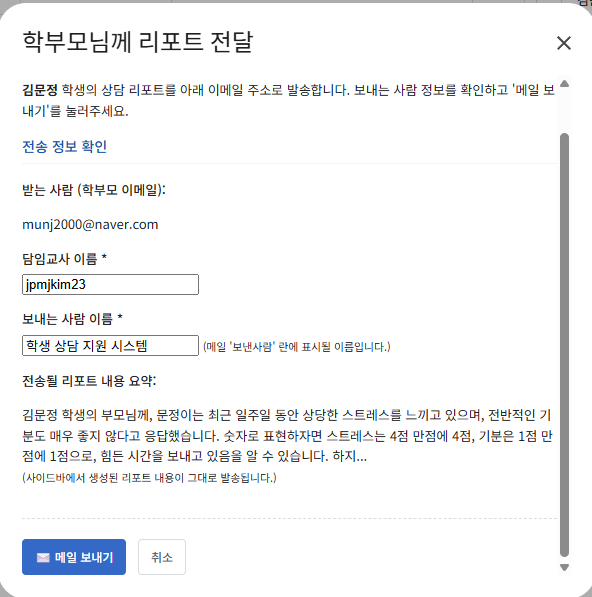 학부모님께 리포트 전달
김문정 학생의 상담 리포트를 아래 이메일 주소로 발송합니다. 보내는 사람 정보를 확인하고 '메일 보
내기'를 눌러주세요.
전송 정보 확인
받는 사람 (학부모 이메일):
munj2000@naver.com
담임교사 이름 *
jpmjkim23
보내는 사람 이름 *
학생 상담 지원 시스템 (메일 '보낸사람' 란에 표시될 이름입니다.)
전송될 리포트 내용 요약:
김문정 학생의 부모님께, 문정이는 최근 일주일 동안 상당한 스트레스를 느끼고 있으며, 전반적인 기
분도 매우 좋지 않다고 응답했습니다. 숫자로 표현하자면 스트레스는 4점 만점에 4점, 기분은 1점 만
점에 1점으로, 힘든 시간을 보내고 있음을 알 수 있습니다. 하지...
(사이드바에서 생성된 리포트 내용이 그대로 발송됩니다.)
메일 보내기 취소